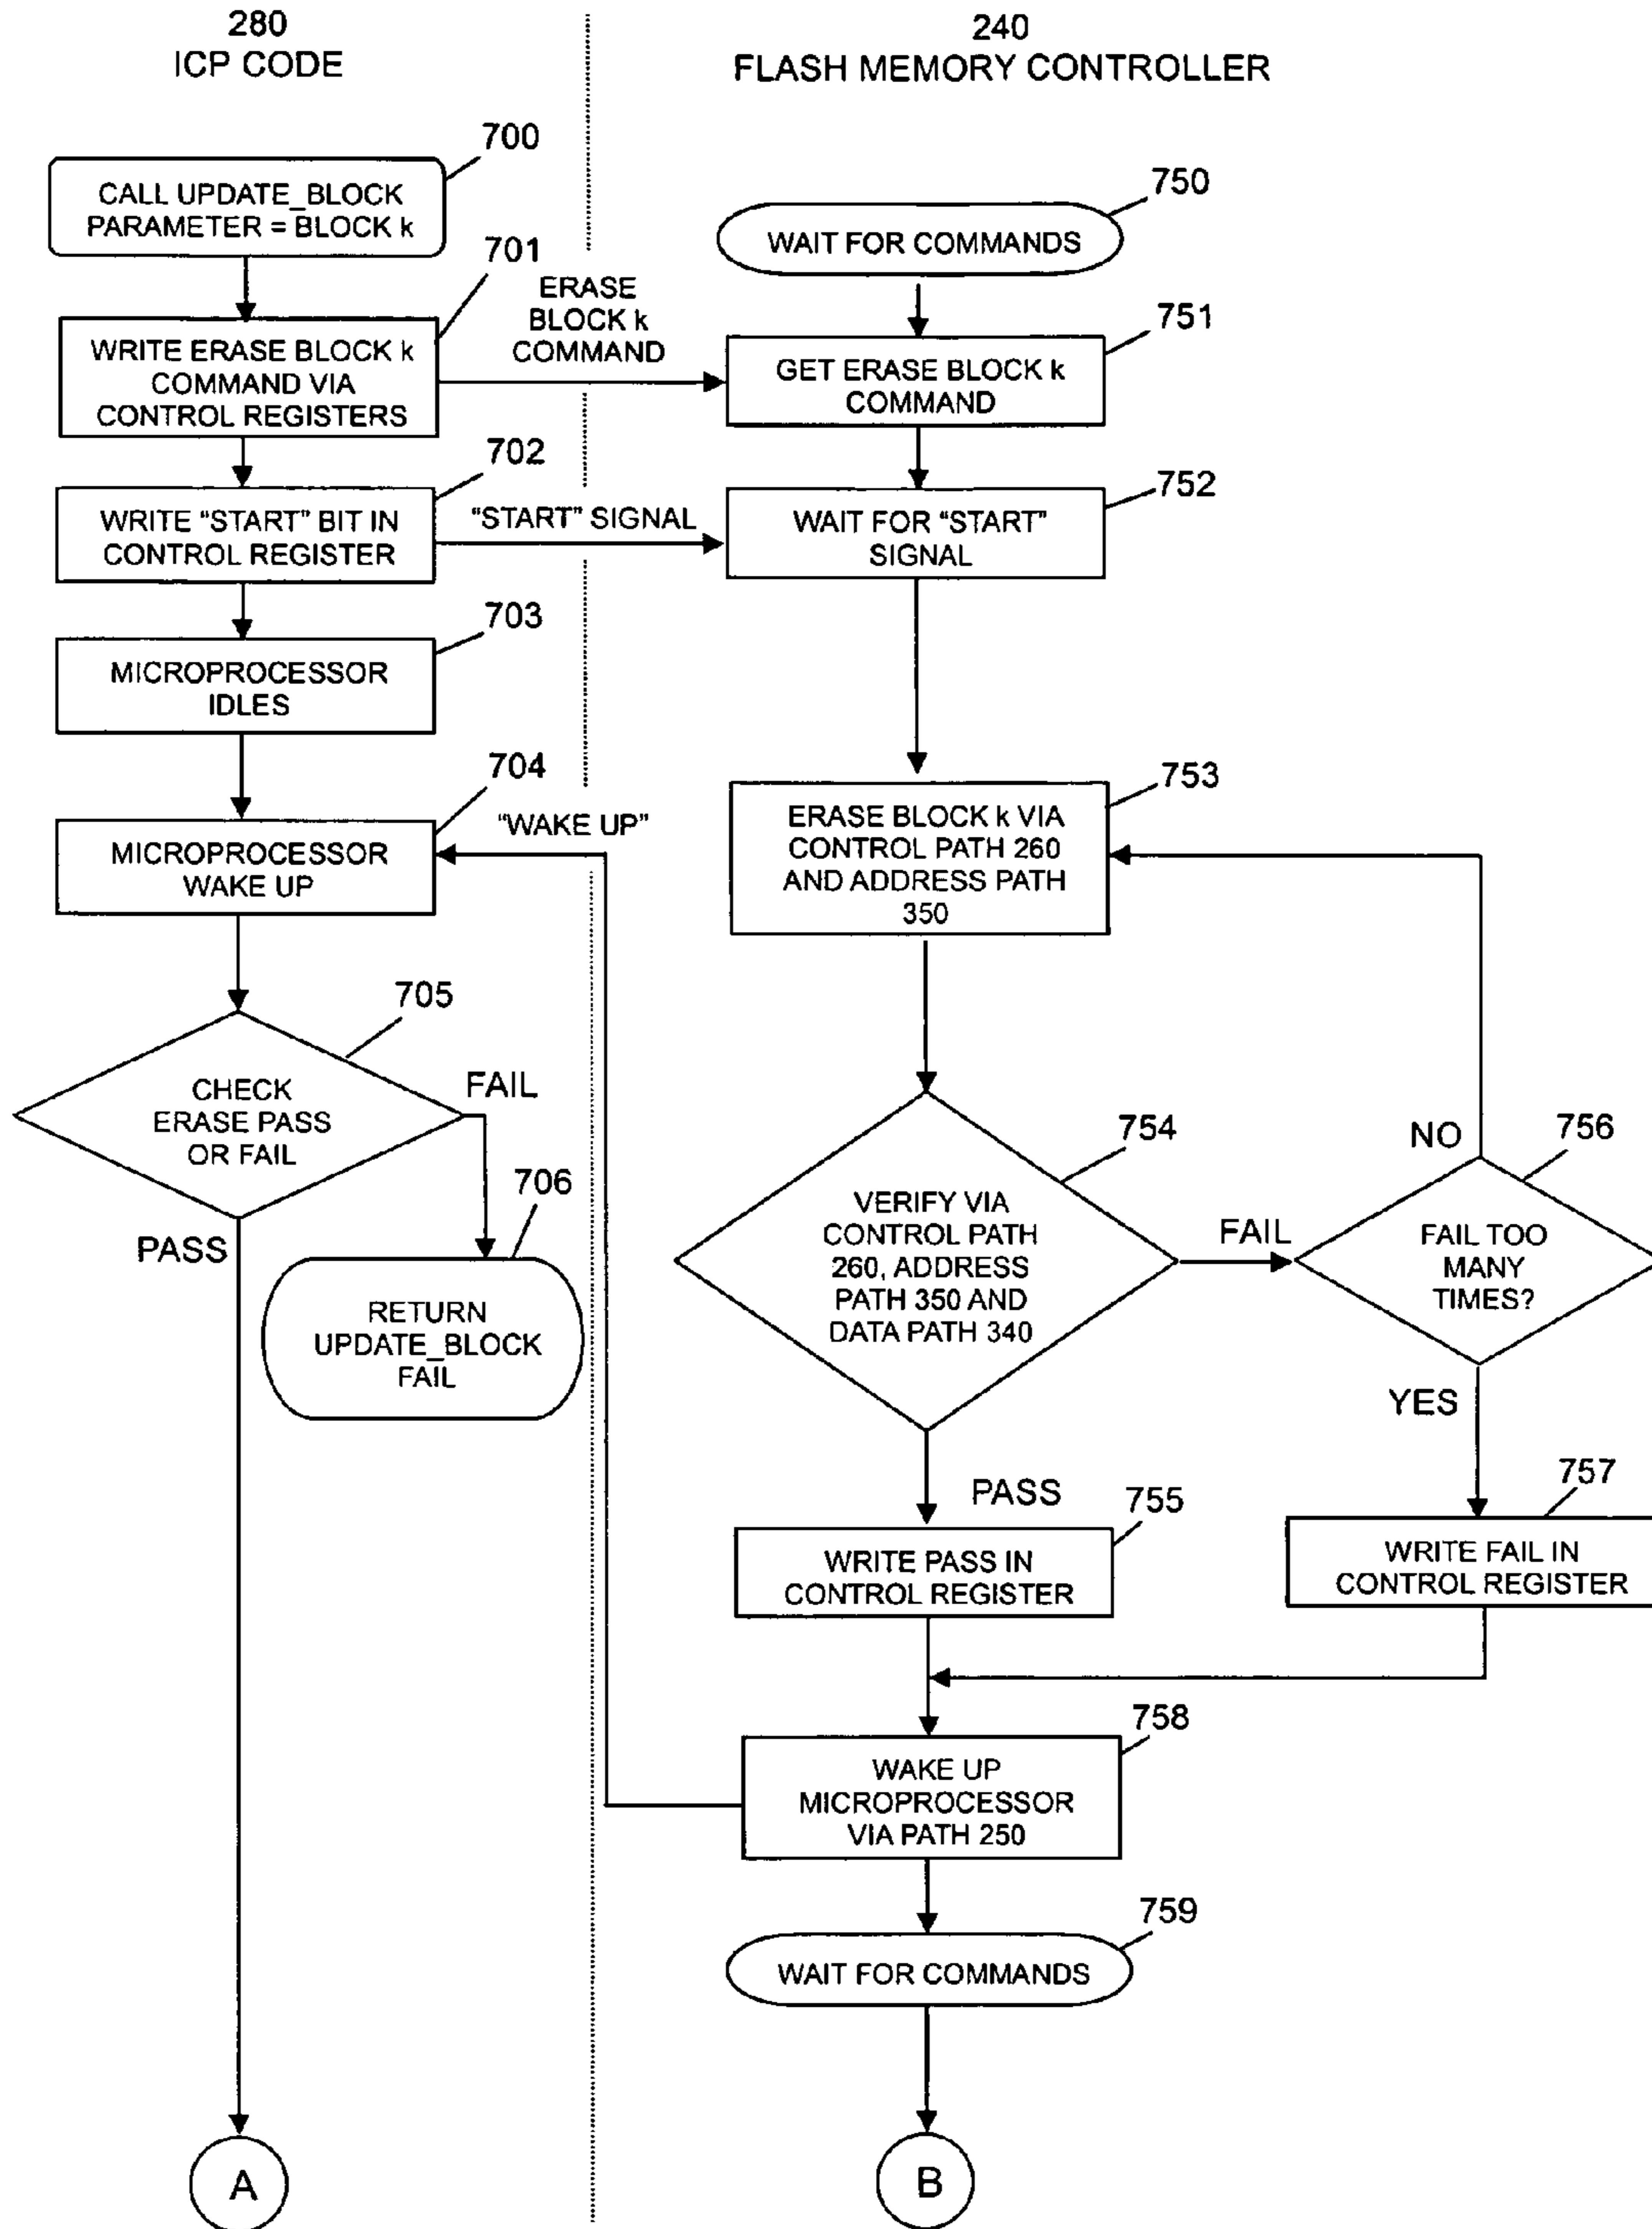 280
ICP CODE
240
FLASH MEMORY CONTROLLER
700
CALL UPDATE_BLOCK
PARAMETER = BLOCK k
750
WAIT FOR COMMANDS
701
WRITE ERASE BLOCK k
COMMAND VIA
CONTROL REGISTERS
ERASE
BLOCK k
COMMAND
751
GET ERASE BLOCK k
COMMAND
702
WRITE “START” BIT IN
CONTROL REGISTER
“START” SIGNAL
752
WAIT FOR “START”
SIGNAL
703
MICROPROCESSOR
IDLES
704
MICROPROCESSOR
WAKE UP
“WAKE UP”
753
ERASE BLOCK k VIA
CONTROL PATH 260
AND ADDRESS PATH
350
705
CHECK
ERASE PASS
OR FAIL
FAIL
PASS
706
RETURN
UPDATE_BLOCK
FAIL
754
VERIFY VIA
CONTROL PATH
260, ADDRESS
PATH 350 AND
DATA PATH 340
FAIL
NO
756
FAIL TOO
MANY
TIMES?
YES
PASS
755
WRITE PASS IN
CONTROL REGISTER
757
WRITE FAIL IN
CONTROL REGISTER
758
WAKE UP
MICROPROCESSOR
VIA PATH 250
759
WAIT FOR COMMANDS
A
B